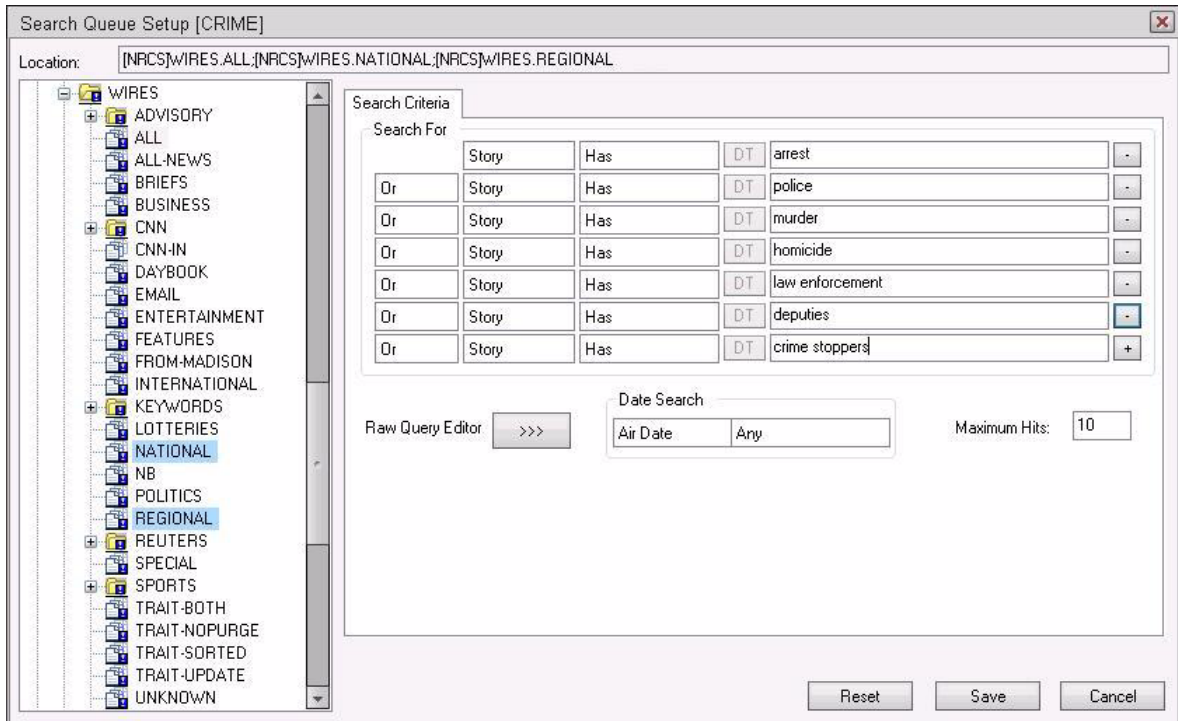 Search Queue Setup [CRIME]
Location: [NRCS]WIRES.ALL;[NRCS]WIRES.NATIONAL;[NRCS]WIRES.REGIONAL
WIRES
ADVISORY
ALL
ALL-NEWS
BRIEFS
BUSINESS
CNN
CNN-IN
DAYBOOK
EMAIL
ENTERTAINMENT
FEATURES
FROM-MADISON
INTERNATIONAL
KEYWORDS
LOTTERIES
NATIONAL
NB
POLITICS
REGIONAL
REUTERS
SPECIAL
SPORTS
TRAIT-BOTH
TRAIT-NOPURGE
TRAIT-SORTED
TRAIT-UPDATE
UNKNOWN
Search Criteria
Search For
Story Has DT arrest -
Or Story Has DT police -
Or Story Has DT murder -
Or Story Has DT homicide -
Or Story Has DT law enforcement -
Or Story Has DT deputies -
Or Story Has DT crime stoppers +
Raw Query Editor >>>
Date Search
Air Date Any
Maximum Hits: 10
Reset Save Cancel